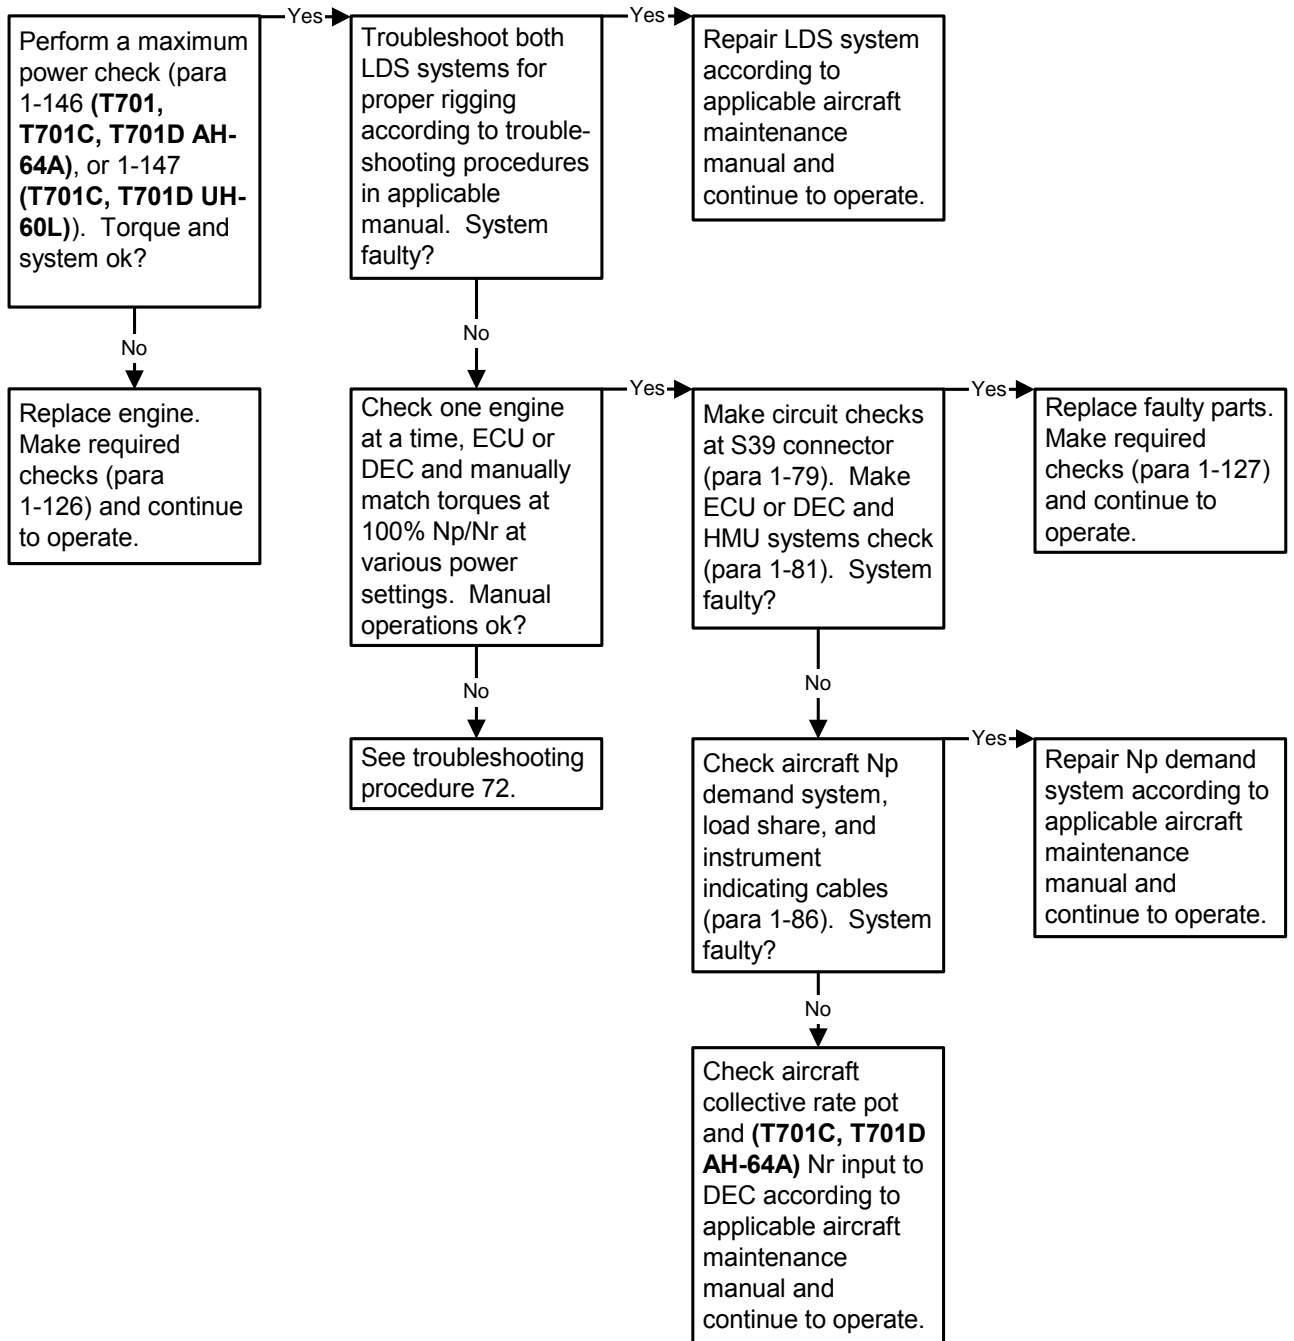 Perform a maximum
power check (para
1-146 (T701,
T701C, T701D AH-
64A), or 1-147
(T701C, T701D UH-
60L)). Torque and
system ok?
Yes
Troubleshoot both
LDS systems for
proper rigging
according to trouble-
shooting procedures
in applicable
manual. System
faulty?
Yes
Repair LDS system
according to
applicable aircraft
maintenance
manual and
continue to operate.
No
No
Replace engine.
Make required
checks (para
1-126) and continue
to operate.
Check one engine
at a time, ECU or
DEC and manually
match torques at
100% Np/Nr at
various power
settings. Manual
operations ok?
Yes
Make circuit checks
at S39 connector
(para 1-79). Make
ECU or DEC and
HMU systems check
(para 1-81). System
faulty?
Yes
Replace faulty parts.
Make required
checks (para 1-127)
and continue to
operate.
No
No
See troubleshooting
procedure 72.
Check aircraft Np
demand system,
load share, and
instrument
indicating cables
(para 1-86). System
faulty?
Yes
Repair Np demand
system according to
applicable aircraft
maintenance
manual and
continue to operate.
No
Check aircraft
collective rate pot
and (T701C, T701D
AH-64A) Nr input to
DEC according to
applicable aircraft
maintenance
manual and
continue to operate.